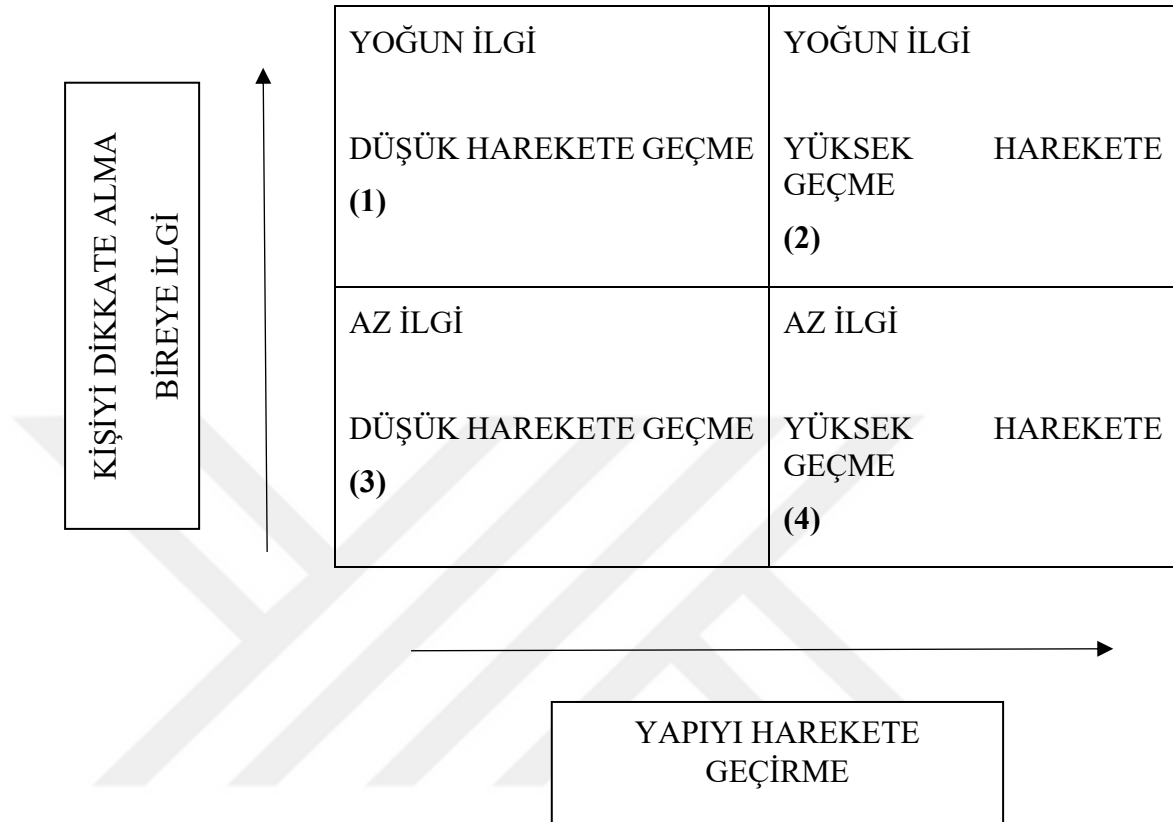 YOĞUN İLGİ
DÜŞÜK HAREKETE GEÇME
(1)
YOĞUN İLGİ
YÜKSEK HAREKETE
GEÇME
(2)
KİŞİYİ DİKKATE ALMA
BİREYE İLGİ
AZ İLGİ
DÜŞÜK HAREKETE GEÇME
(3)
AZ İLGİ
YÜKSEK HAREKETE
GEÇME
(4)
YAPIYI HAREKETE
GEÇİRME